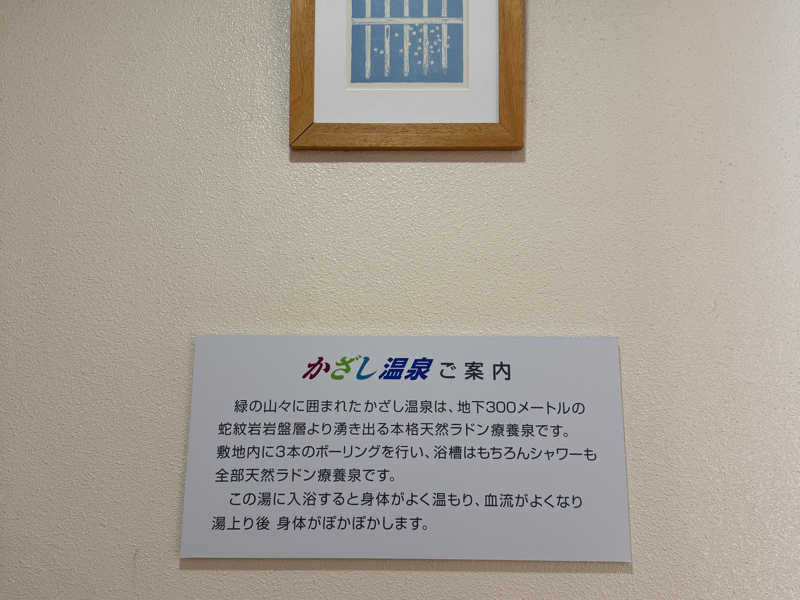 かざし温泉ご案内
緑の山々に囲まれたかざし温泉は、地下300メートルの
蛇紋岩岩盤層より湧き出る本格天然ラドン療養泉です。
敷地内に3本のボーリングを行い、浴槽はもちろんシャワーも
全部天然ラドン療養泉です。
この湯に入浴すると身体がよく温もり、血流がよくなり
湯上り後 身体がぽかぽかします。